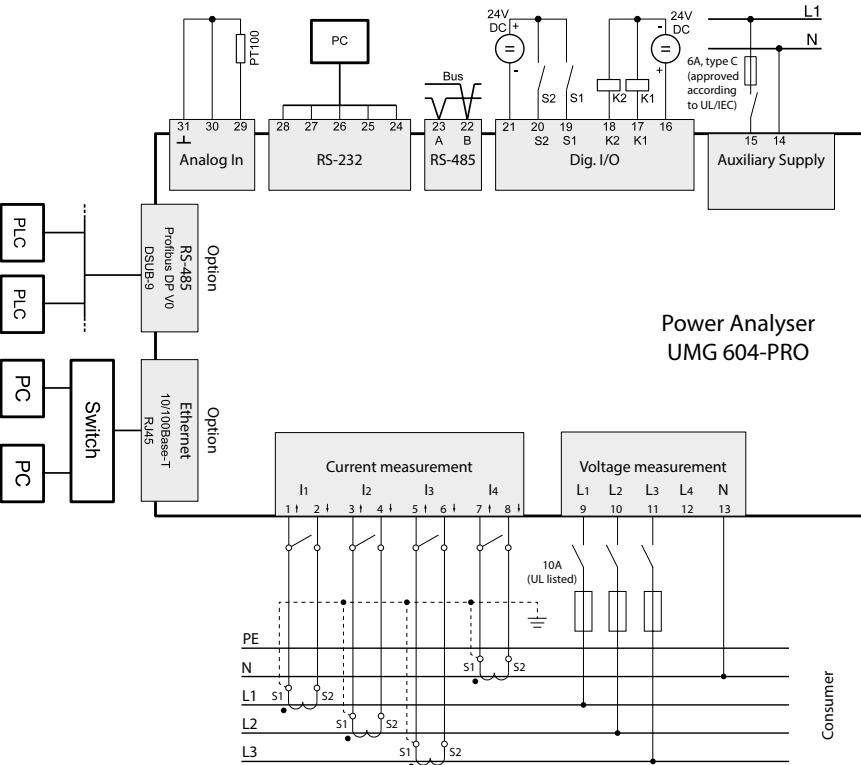 24V
DC
+
-
24V
DC
-
+
L1
N
PC
PT100
Bus
S2
S1
K2
K1
6A, type C
(approved
according
to UL/IEC)
31
30
29
28
27
26
25
24
23
22
21
20
19
18
17
16
15
14
A
B
S2
S1
K2
K1
Analog In
RS-232
RS-485
Dig. I/O
Auxiliary Supply
PLC
PLC
Option
RS-485
Profibus DP V0
DSUB-9
Power Analyser
UMG 604-PRO
PC
PC
Switch
Option
Ethernet
10/100Base-T
RJ45
Current measurement
I1
I2
I3
I4
1
2
3
4
5
6
7
8
Voltage measurement
L1
L2
L3
L4
N
9
10
11
12
13
10A
(UL listed)
PE
N
L1
L2
L3
S1
S2
S1
S2
S1
S2
S1
S2
Consumer